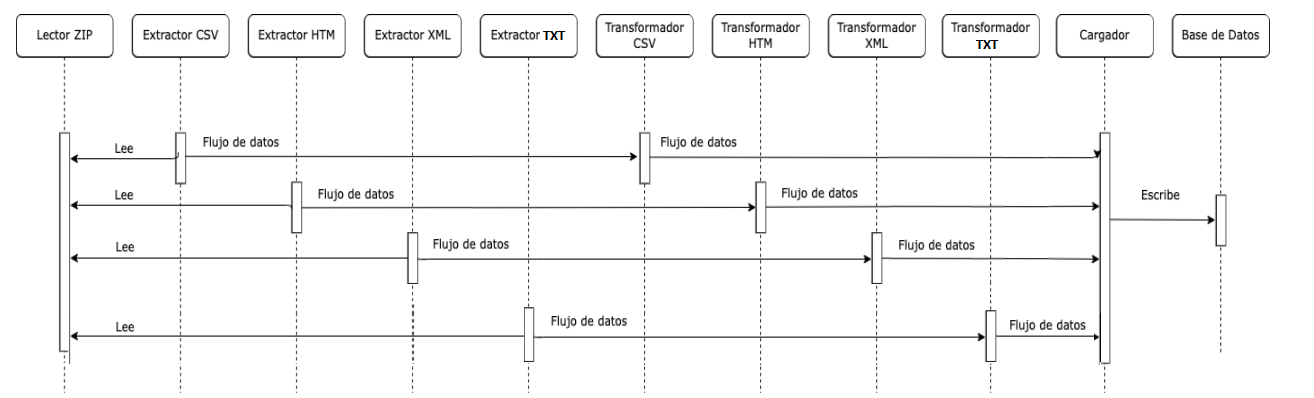 Lector ZIP
Extractor CSV
Extractor HTM
Extractor XML
Extractor TXT
Transformador
CSV
Transformador
HTM
Transformador
XML
Transformador
TXT
Cargador
Base de Datos
Lee
Flujo de datos
Flujo de datos
Lee
Flujo de datos
Flujo de datos
Escribe
Lee
Flujo de datos
Flujo de datos
Lee
Flujo de datos
Flujo de datos